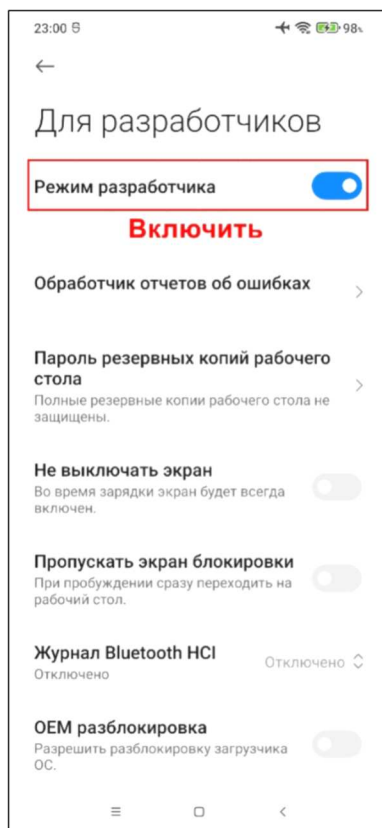 23:00
98%
Для разработчиков
Режим разработчика
Включить
Обработчик отчетов об ошибках
Пароль резервных копий рабочего
стола
Полные резервные копии рабочего стола не
защищены.
Не выключать экран
Во время зарядки экран будет всегда
включен.
Пропускать экран блокировки
При пробуждении сразу переходить на
рабочий стол.
Журнал Bluetooth HCI
Отключено
Отключено
OEM разблокировка
Разрешить разблокировку загрузчика
ОС.